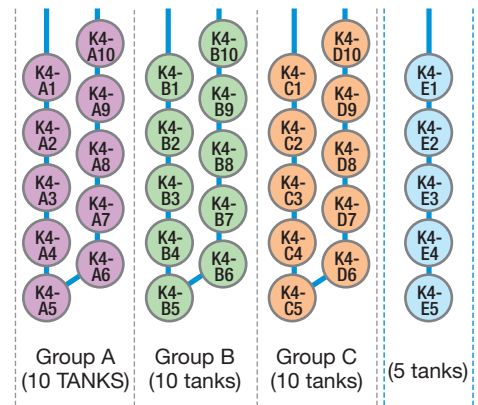 K4-
A1
K4-
A2
K4-
A3
K4-
A4
K4-
A5
K4-
A10
K4-
A9
K4-
A8
K4-
A7
K4-
A6
Group A
(10 TANKS)
K4-
B1
K4-
B2
K4-
B3
K4-
B4
K4-
B5
K4-
B10
K4-
B9
K4-
B8
K4-
B7
K4-
B6
Group B
(10 tanks)
K4-
C1
K4-
C2
K4-
C3
K4-
C4
K4-
C5
K4-
D10
K4-
D9
K4-
D8
K4-
D7
K4-
D6
Group C
(10 tanks)
K4-
E1
K4-
E2
K4-
E3
K4-
E4
K4-
E5
(5 tanks)